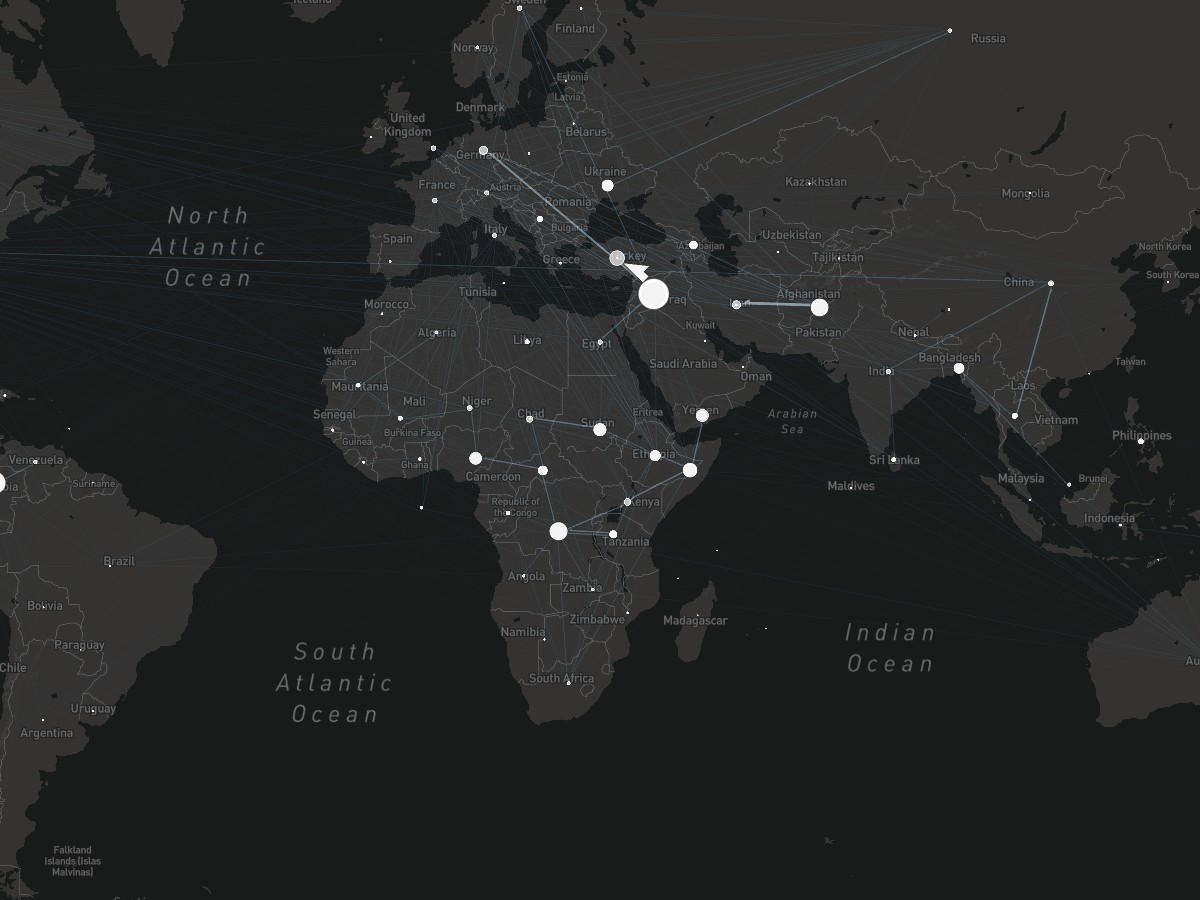 Iceland
Sweden
Finland
Russia
Norway
Estonia
Latvia
Denmark
United
Kingdom
Belarus
Germany
Ukraine
France
Austria
Kazakhstan
Mongolia
Romania
North
Atlantic
Ocean
Bulgaria
Italy
Spain
Uzbekistan
North Korea
Greece
Tajikistan
South Korea
China
Tunisia
Afghanistan
Morocco
Iraq
Iran
Kuwait
Algeria
Pakistan
Nepal
Libya
Egypt
Western
Sahara
Saudi Arabia
Bangladesh
Taiwan
India
Oman
Laos
Mauritania
Mali
Niger
Senegal
Chad
Eritrea
Yemen
Arabian
Sea
Sudan
Vietnam
Burkina Faso
Guinea
Philippines
Ethiopia
Venezuela
Ghana
Sri Lanka
Cameroon
Suriname
Malaysia
Brunei
Maldives
Republic of
the Congo
Kenya
Indonesia
Tanzania
Brazil
Angola
Zambia
Bolivia
Zimbabwe
Madagascar
Namibia
Indian
Ocean
Paraguay
South
Atlantic
Ocean
Chile
South Africa
Uruguay
Argentina
Falkland
Islands (Islas
Malvinas)